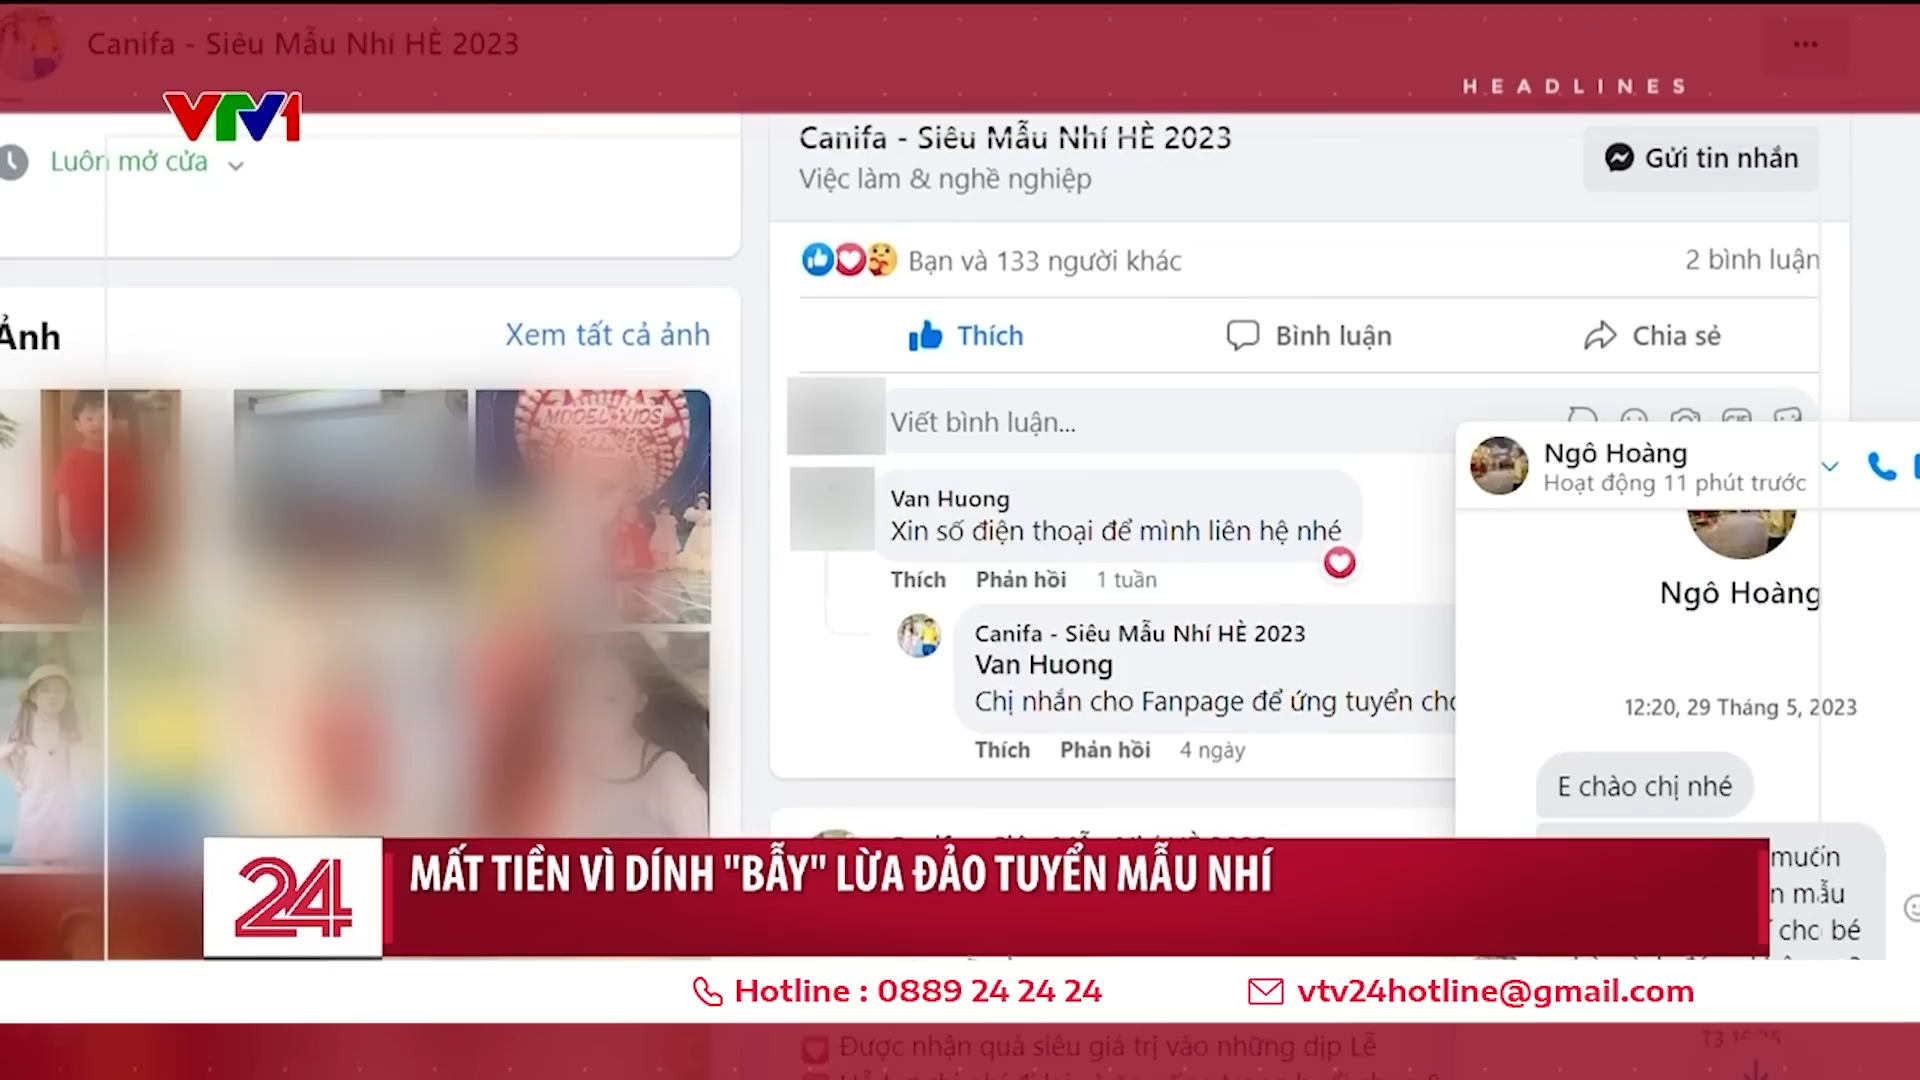 Canifa - Siêu Mẫu Nhí HÈ 2023
HEADLINES
VTV1
Luôn mở cửa
Canifa - Siêu Mẫu Nhí HÈ 2023
Việc làm & nghề nghiệp
Gửi tin nhắn
Bạn và 133 người khác
2 bình luận
Ảnh
Xem tất cả ảnh
Thích
Bình luận
Chia sẻ
MODEL KIDS
Viết bình luận...
Ngô Hoàng
Hoạt động 11 phút trước
Van Huong
Xin số điện thoại để mình liên hệ nhé
Thích Phản hồi 1 tuần
Ngô Hoàng
Canifa - Siêu Mẫu Nhí HÈ 2023
Van Huong
Chị nhắn cho Fanpage để ứng tuyển
Thích Phản hồi 4 ngày
12:20, 29 Tháng 5, 2023
E chào chị nhé
muốn
mẫu
cho bé
24
MẤT TIỀN VÌ DÍNH "BẪY" LỪA ĐẢO TUYỂN MẪU NHÍ
Hotline : 0889 24 24 24
vtv24hotline@gmail.com
Được nhận quà siêu giá trị vào những dịp Lễ